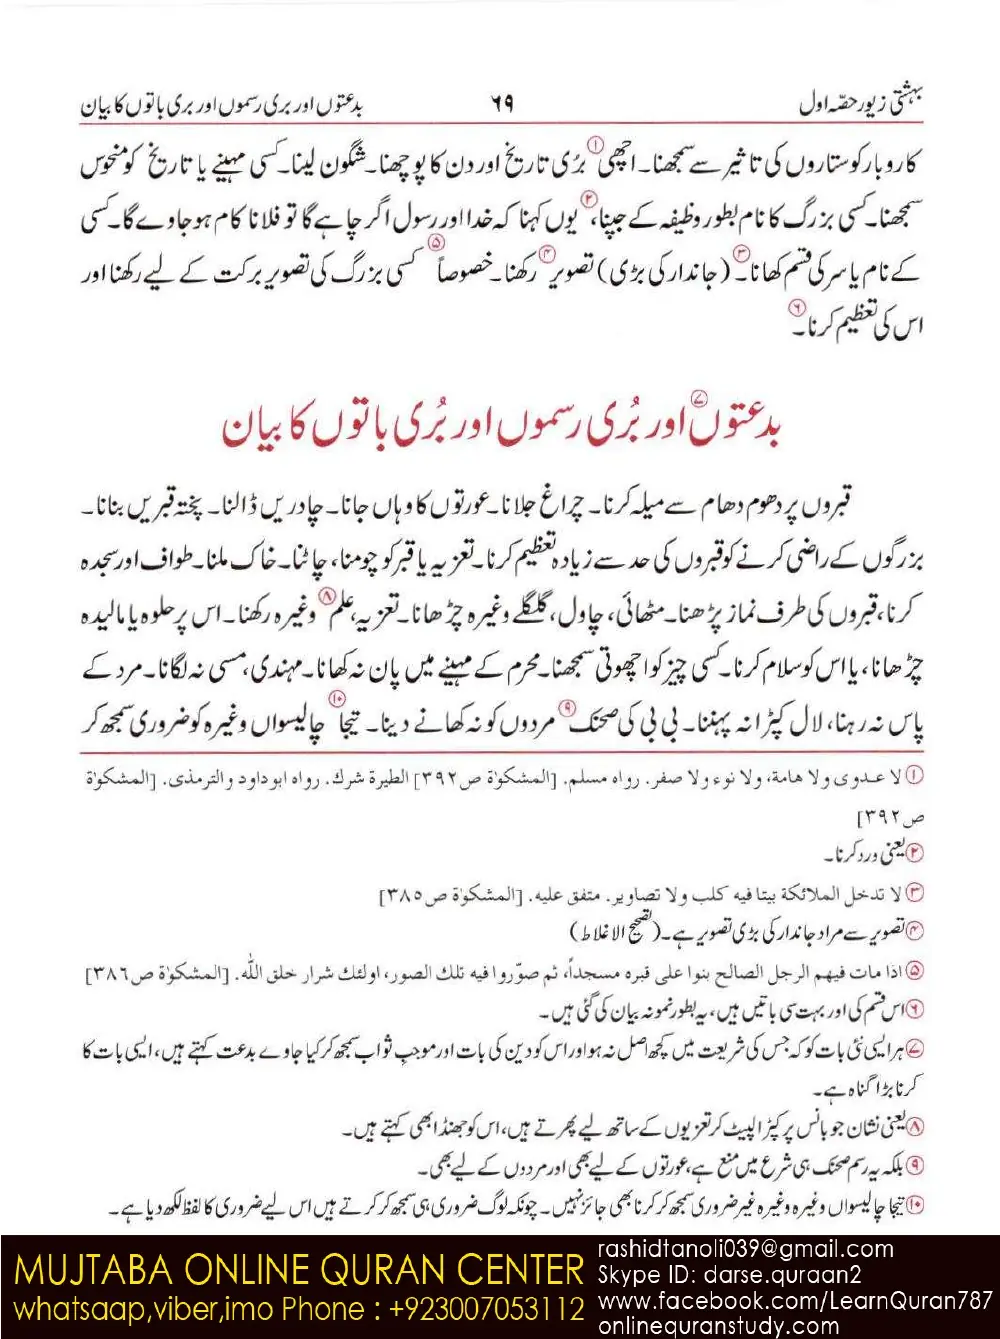 بہشتی زیور حصّہ اول ۶۹ بدعتوں اور بری رسموں اور بری باتوں کا بیان
کاروبار کو ستاروں کی تاثیر سے سمجھنا۔ اچھی① بُری تاریخ اور دن کا پوچھنا۔ شگون لینا۔ کسی مہینے یا تاریخ کو منحوس
سمجھنا۔ کسی بزرگ کا نام بطور وظیفہ کے جپنا،② یوں کہنا کہ خدا اور رسول اگر چاہے گا تو فلانا کام ہو جاوے گا۔ کسی
کے نام یا سر کی قسم کھانا۔③ (جاندار کی بڑی) تصویر④ رکھنا۔ خصوصاً⑤ کسی بزرگ کی تصویر برکت کے لیے رکھنا اور
اس کی تعظیم کرنا۔⑥
بدعتوں⑦ اور بُری رسموں اور بُری باتوں کا بیان
قبروں پر دھوم دھام سے میلہ کرنا۔ چراغ جلانا۔ عورتوں کا وہاں جانا۔ چادریں ڈالنا۔ پختہ قبریں بنانا۔
بزرگوں کے راضی کرنے کو قبروں کی حد سے زیادہ تعظیم کرنا۔ تعزیہ یا قبر کو چومنا، چاٹنا۔ خاک ملنا۔ طواف اور سجدہ
کرنا، قبروں کی طرف نماز پڑھنا۔ مٹھائی، چاول، گلگلے وغیرہ چڑھانا۔ تعزیہ، علم⑧ وغیرہ رکھنا۔ اس پر حلوہ یا مالیدہ
چڑھانا، یا اس کو سلام کرنا۔ کسی چیز کو اچھوتی سمجھنا۔ محرم کے مہینے میں پان نہ کھانا۔ مہندی، مسی نہ لگانا۔ مرد کے
پاس نہ رہنا، لال کپڑا نہ پہننا۔ بی بی کی صحنک⑨ مردوں کو نہ کھانے دینا۔ تیجا⑩ چالیسواں وغیرہ کو ضروری سمجھ کر
① لا عدوى ولا هامة، ولا نوء ولا صفر. رواه مسلم. [المشكوٰة ص ۳۹۲] الطيرة شرك. رواه ابو داود والترمذى. [المشكوٰة
ص ۳۹۲]
② یعنی ورد کرنا۔
③ لا تدخل الملائكة بيتا فيه كلب ولا تصاوير. متفق عليه. [المشكوٰة ص ۳۸۵]
④ تصویر سے مراد جاندار کی بڑی تصویر ہے۔ (تصحیح الاغلاط)
⑤ اذا مات فيهم الرجل الصالح بنوا على قبره مسجداً، ثم صوّروا فيه تلك الصور، اولئك شرار خلق الله. [المشكوٰة ص ۳۸۶]
⑥ اس قسم کی اور بہت سی باتیں ہیں، یہ بطور نمونہ بیان کی گئی ہیں۔
⑦ ہر ایسی نئی بات کو کہ جس کی شریعت میں کچھ اصل نہ ہو اور اس کو دین کی بات اور موجبِ ثواب سمجھ کر کیا جاوے بدعت کہتے ہیں، ایسی بات کا
کرنا بڑا گناہ ہے۔
⑧ یعنی نشان جو بانس پر کپڑا لپیٹ کر تعزیوں کے ساتھ لیے پھرتے ہیں، اس کو جھنڈا بھی کہتے ہیں۔
⑨ بلکہ یہ رسم صحنک ہی شرع میں منع ہے، عورتوں کے لیے بھی اور مردوں کے لیے بھی۔
⑩ تیجا چالیسواں وغیرہ وغیرہ غیر ضروری سمجھ کر کرنا بھی جائز نہیں۔ چونکہ لوگ ضروری ہی سمجھ کر کرتے ہیں اس لیے ضروری کا لفظ لکھ دیا ہے۔
MUJTABA ONLINE QURAN CENTER
whatsaap,viber,imo Phone : +923007053112
rashidtanoli039@gmail.com
Skype ID: darse.quraan2
www.facebook.com/LearnQuran787
onlinequranstudy.com